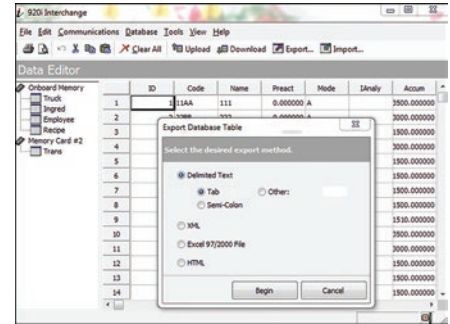 920i Interchange
File Edit Communications Database Tools View Help
Clear All Upload Download Export... Import...
Data Editor
Onboard Memory
Truck
Ingred
Employee
Recipe
Memory Card #2
Trans
ID Code Name Preact Mode IAnaly Accum
1 1 11AA 111 0.000000 A 3500.000000
2 3000.000000
3 1500.000000
4 3000.000000
5 1500.000000
6 1500.000000
7 1500.000000
8 1500.000000
9 1510.000000
10 3500.000000
11 3000.000000
12 1500.000000
13 1500.000000
14 1500.000000
Export Database Table
Select the desired export method.
Delimited Text
Tab Other:
Semi-Colon
XML
Excel 97/2000 File
HTML
Begin Cancel